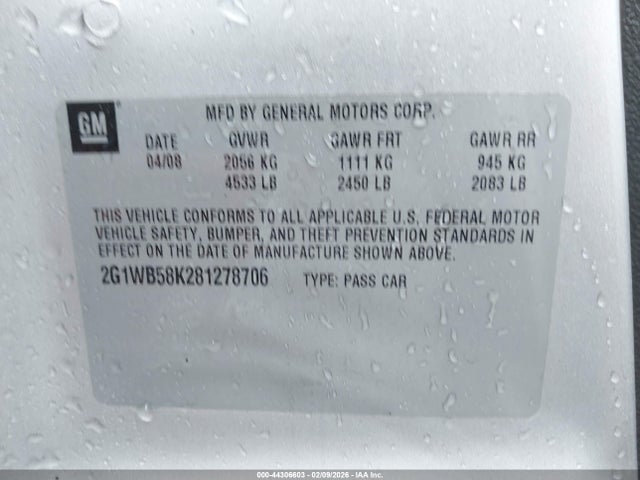 GM
MFD BY GENERAL MOTORS CORP.
DATE GVWR GAWR FRT GAWR RR
04/08 2056 KG 1111 KG 945 KG
4533 LB 2450 LB 2083 LB
THIS VEHICLE CONFORMS TO ALL APPLICABLE U.S. FEDERAL MOTOR
VEHICLE SAFETY, BUMPER, AND THEFT PREVENTION STANDARDS IN
EFFECT ON THE DATE OF MANUFACTURE SHOWN ABOVE.
2G1WB58K281278706 TYPE: PASS CAR
000-44306603 - 02/09/2026 - IAAI.COM